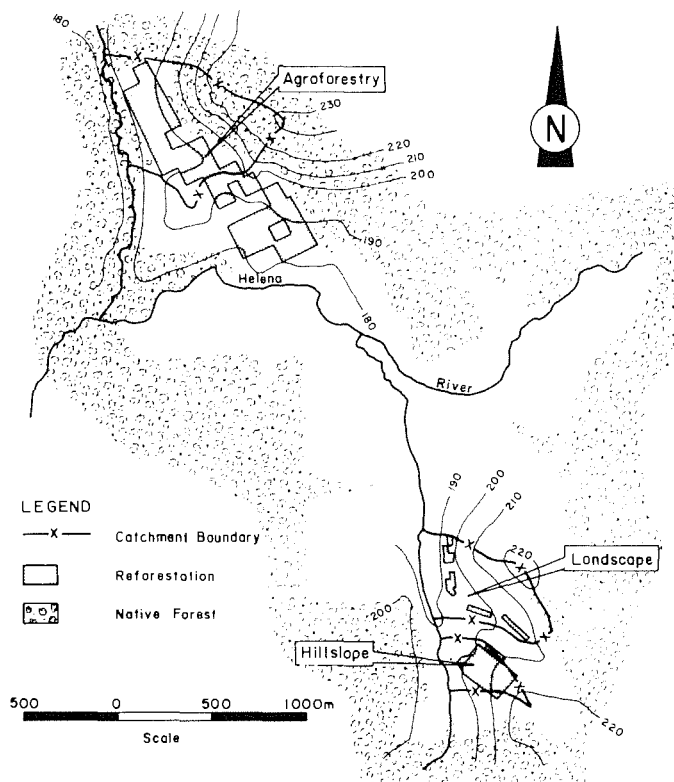 180
Agroforestry
N
230
220
210
200
190
Helena
180
River
190
200
210
LEGEND
Catchment Boundary
220
Landscape
Reforestation
200
Native Forest
Hillslope
500 0 500 1000m
220
Scale